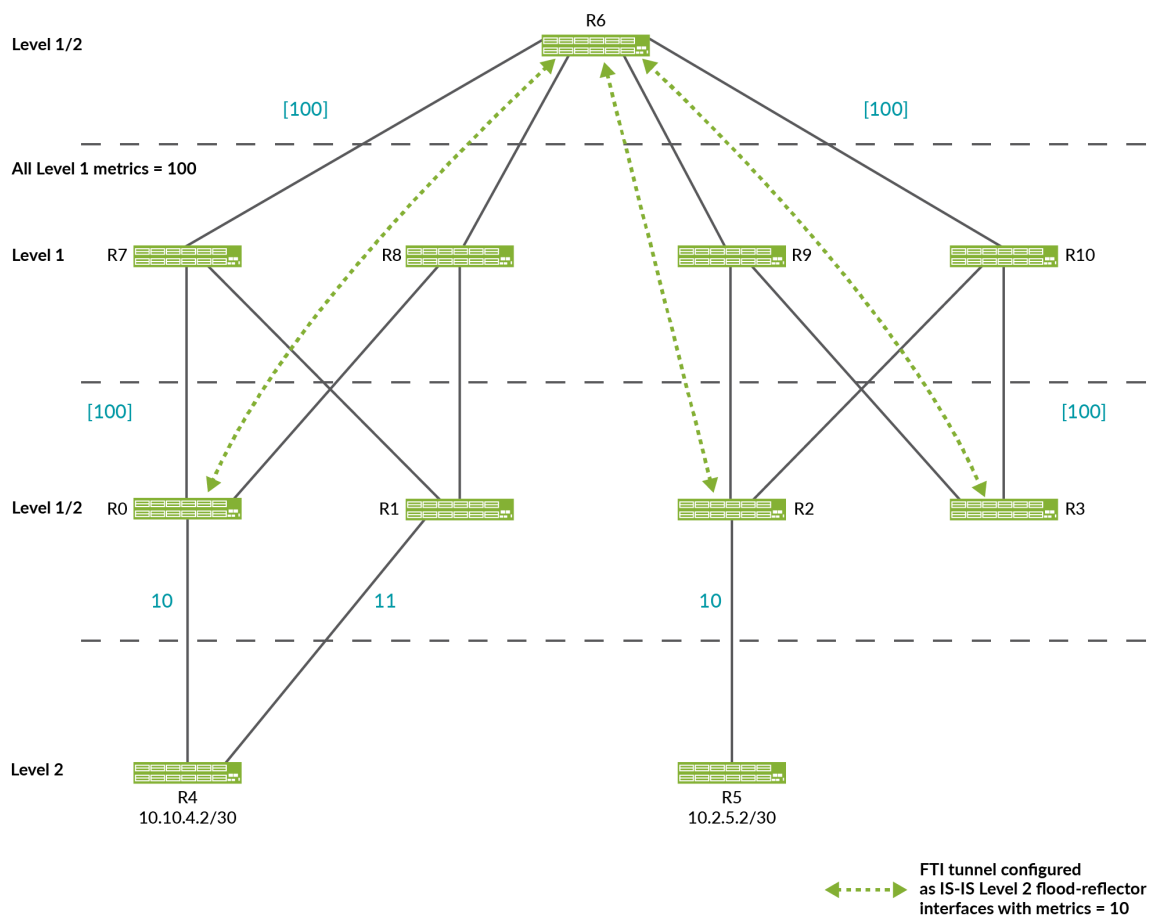 R6
Level 1/2
[100]
[100]
All Level 1 metrics = 100
Level 1
R7
R8
R9
R10
[100]
[100]
Level 1/2
R0
R1
R2
R3
10
11
10
Level 2
R4
10.10.4.2/30
R5
10.2.5.2/30
FTI tunnel configured
as IS-IS Level 2 flood-reflector
interfaces with metrics = 10